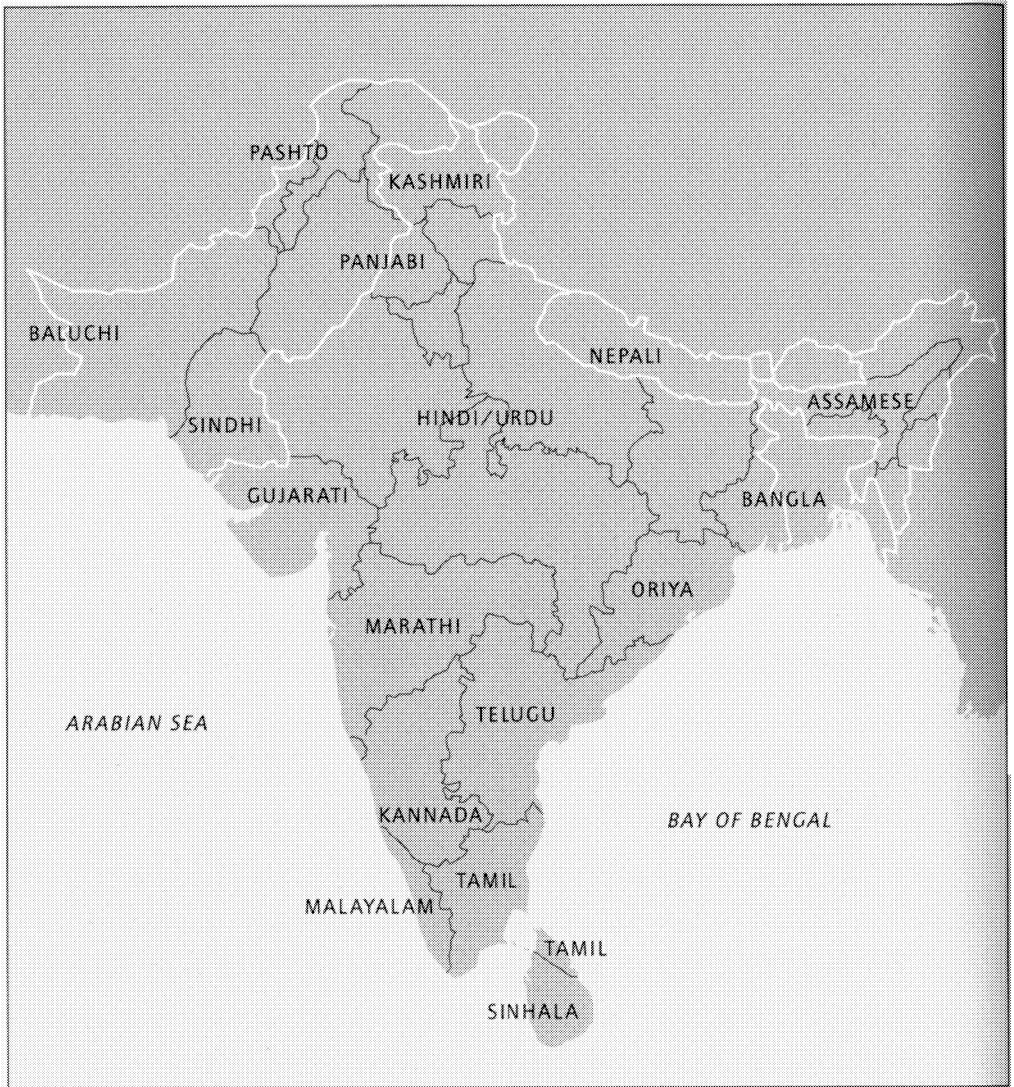 PASHTO
KASHMIRI
PANJABI
BALUCHI
NEPALI
ASSAMESE
SINDHI
HINDI/URDU
GUJARATI
BANGLA
ORIYA
MARATHI
ARABIAN SEA
TELUGU
KANNADA
BAY OF BENGAL
TAMIL
MALAYALAM
TAMIL
SINHALA